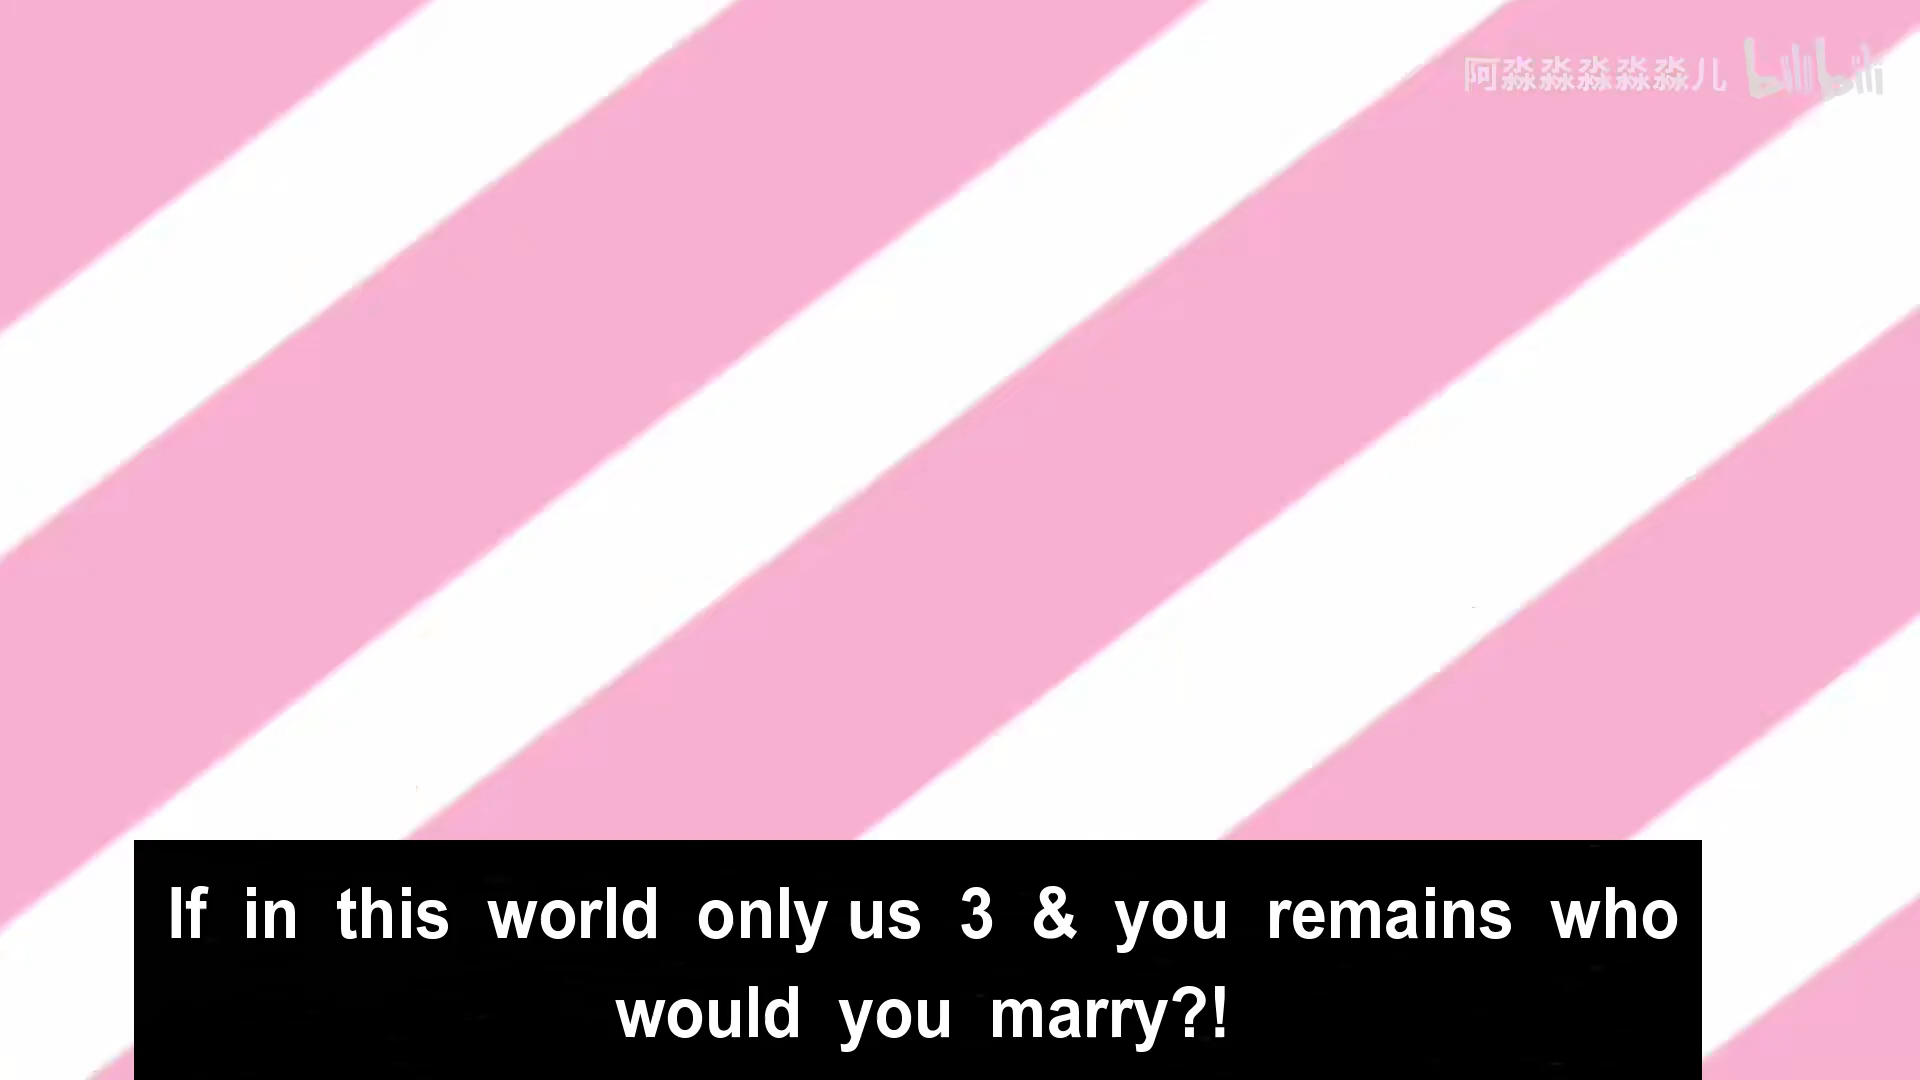 阿淼淼淼淼淼儿 bilibili
If in this world only us 3 & you remains who
would you marry?!